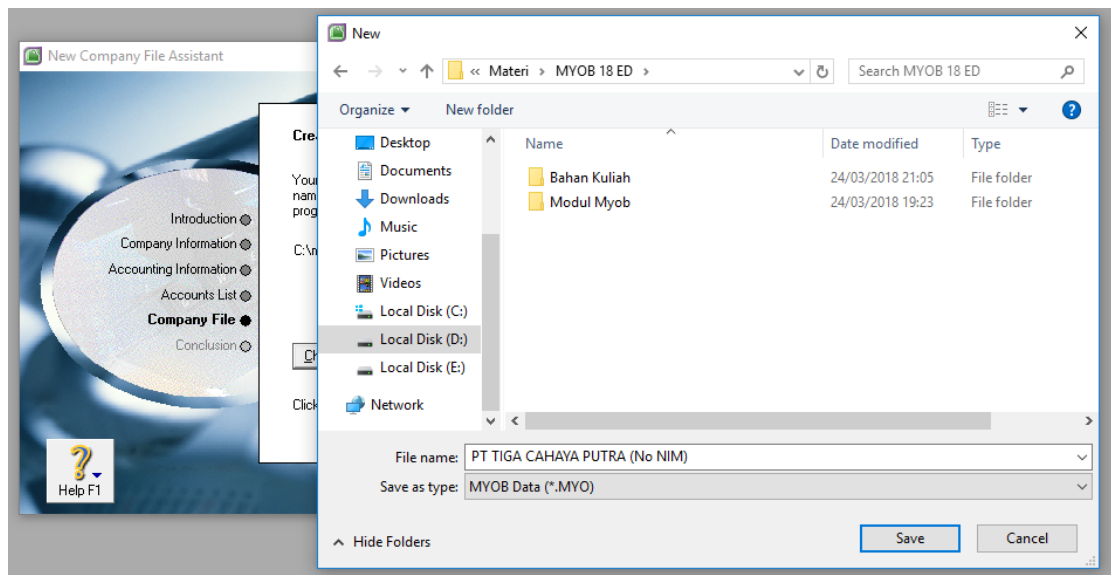 New Company File Assistant
Introduction
Company Information
Accounting Information
Accounts List
Company File
Conclusion
Help F1
Click
New
« Materi › MYOB 18 ED ›
Search MYOB 18 ED
Organize
New folder
Desktop
Documents
Downloads
Music
Pictures
Videos
Local Disk (C:)
Local Disk (D:)
Local Disk (E:)
Network
Name Date modified Type
Bahan Kuliah 24/03/2018 21:05 File folder
Modul Myob 24/03/2018 19:23 File folder
File name: PT TIGA CAHAYA PUTRA (No NIM)
Save as type: MYOB Data (*.MYO)
Hide Folders
Save
Cancel